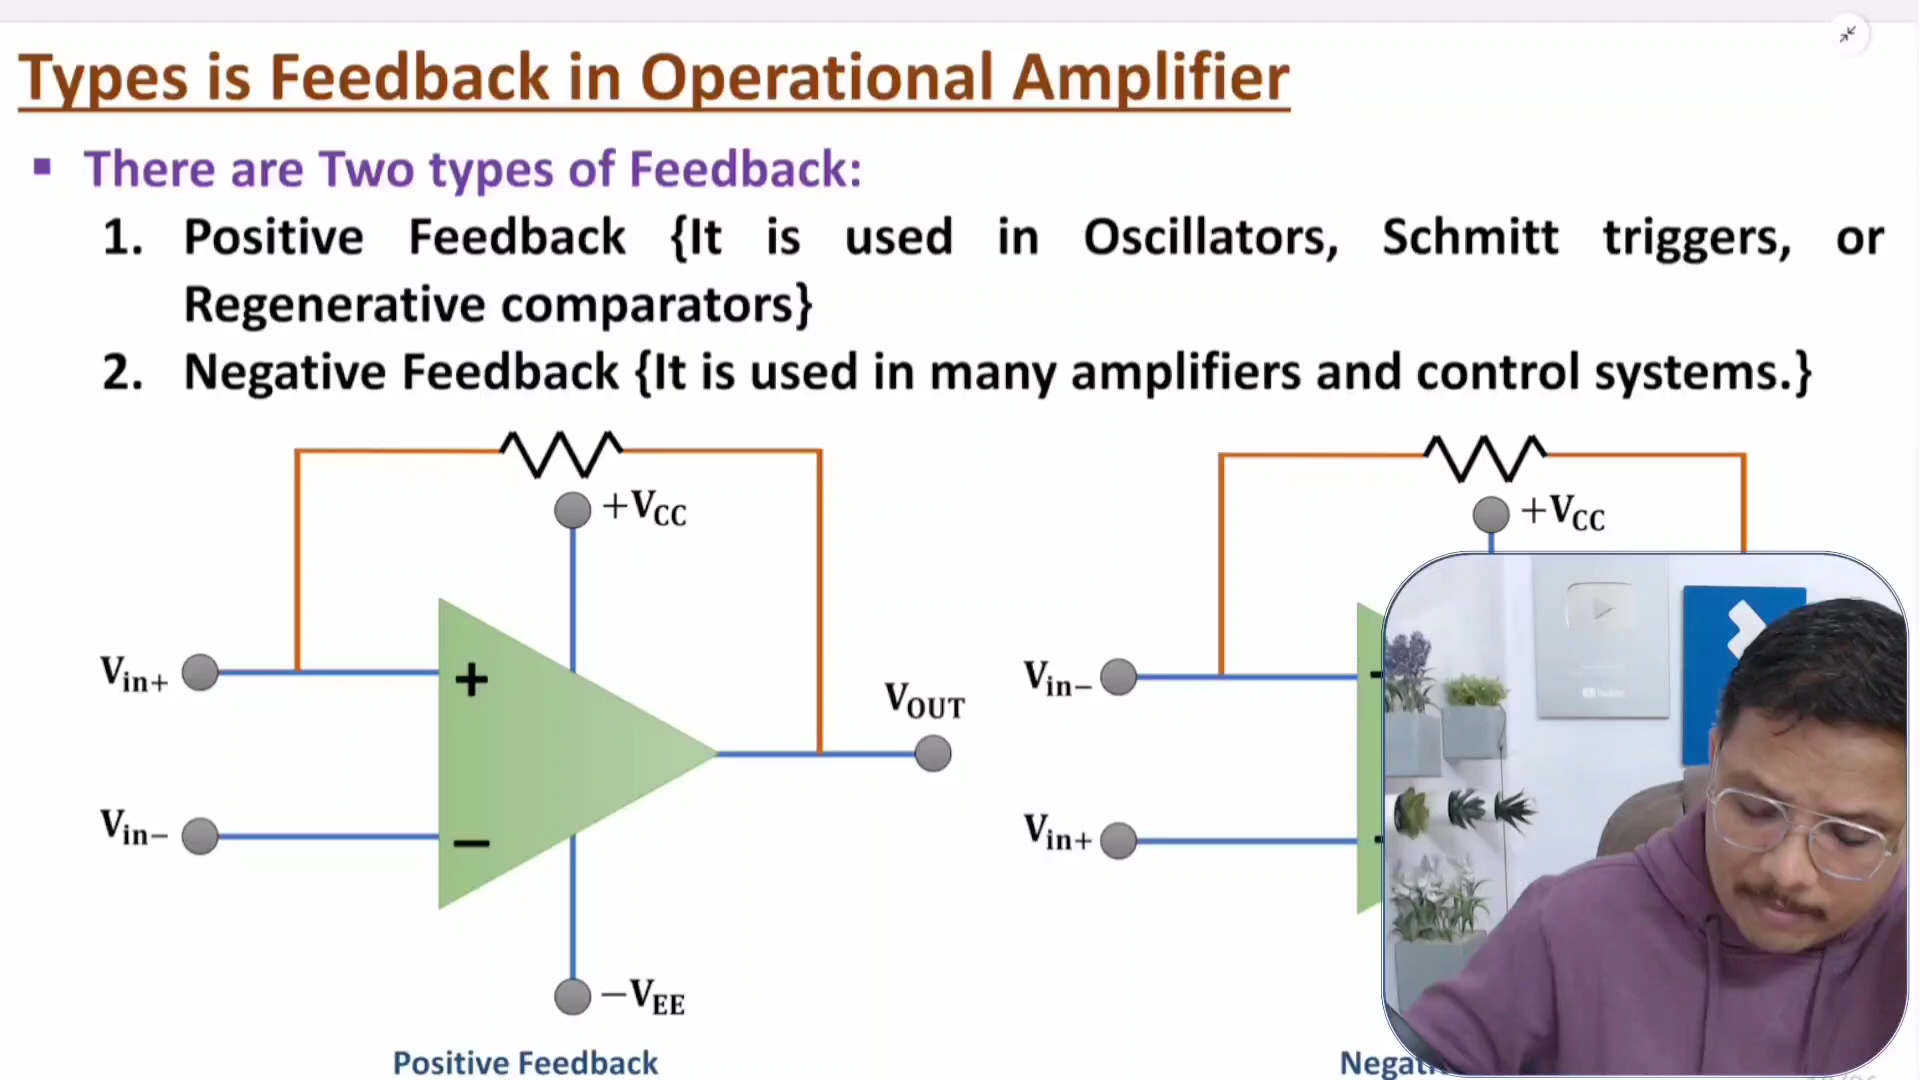 Types is Feedback in Operational Amplifier
▪ There are Two types of Feedback:
1. Positive Feedback {It is used in Oscillators, Schmitt triggers, or
Regenerative comparators}
2. Negative Feedback {It is used in many amplifiers and control systems.}
+VCC
+VCC
Vin+
+
VOUT
Vin−
Vin−
−
Vin+
−VEE
Positive Feedback